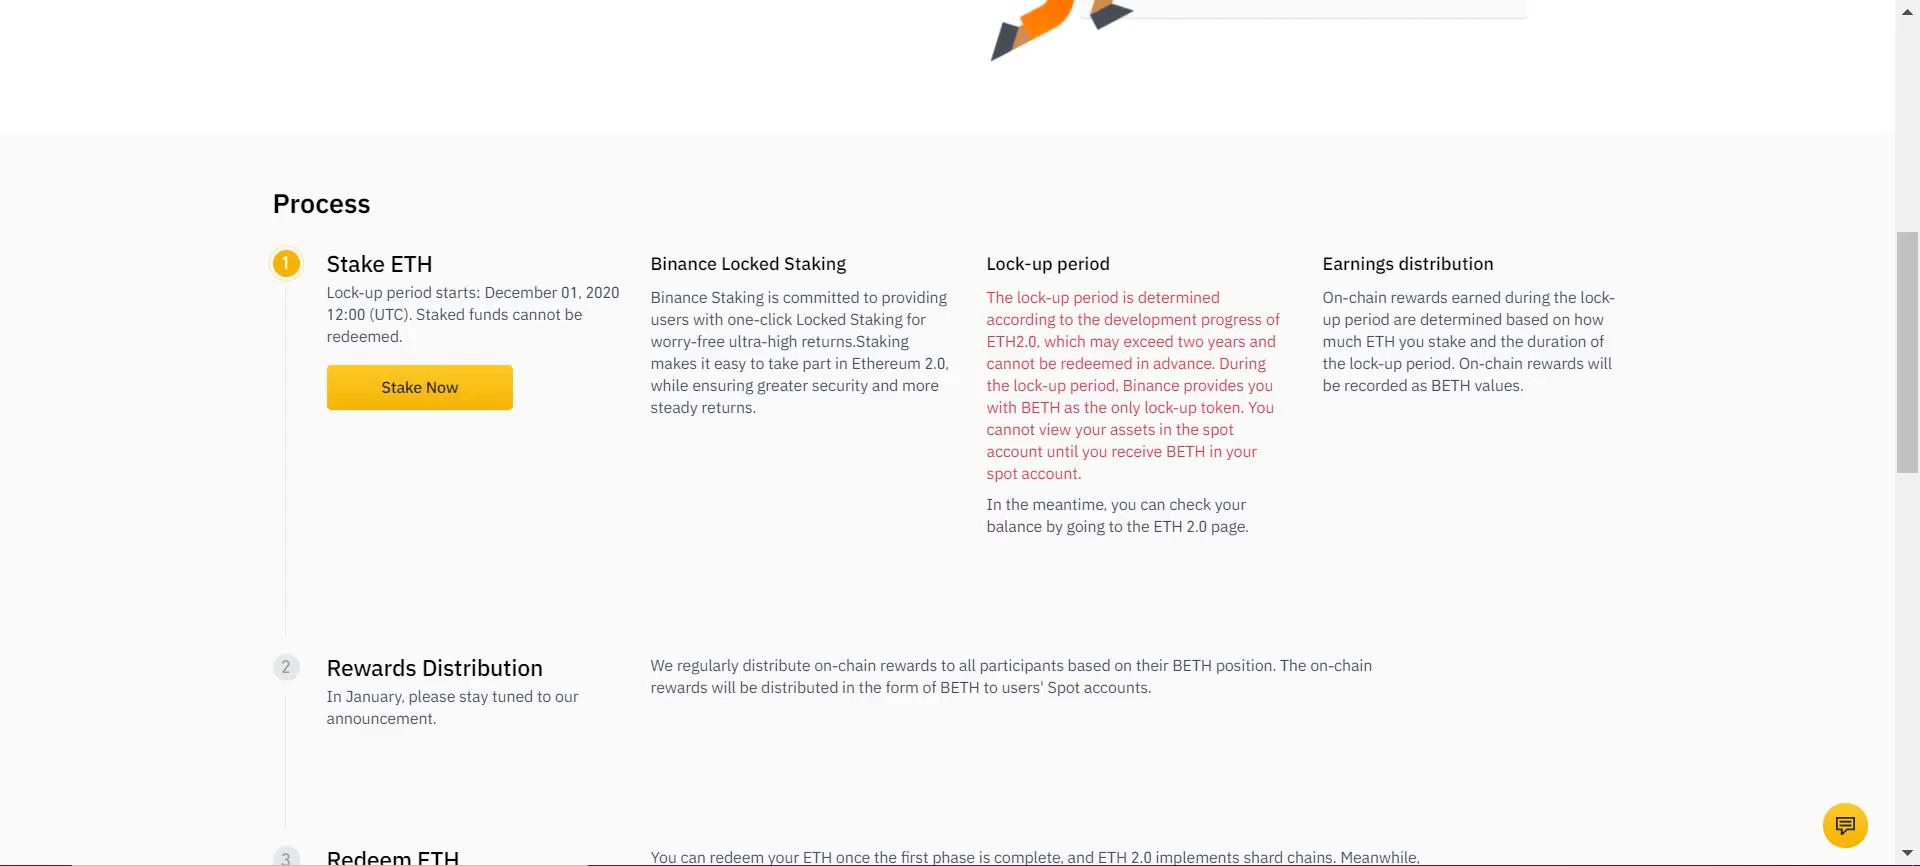 Process
1
Stake ETH
Lock-up period starts: December 01, 2020
12:00 (UTC). Staked funds cannot be
redeemed.
Stake Now
Binance Locked Staking
Binance Staking is committed to providing
users with one-click Locked Staking for
worry-free ultra-high returns.Staking
makes it easy to take part in Ethereum 2.0,
while ensuring greater security and more
steady returns.
Lock-up period
The lock-up period is determined
according to the development progress of
ETH2.0, which may exceed two years and
cannot be redeemed in advance. During
the lock-up period, Binance provides you
with BETH as the only lock-up token. You
cannot view your assets in the spot
account until you receive BETH in your
spot account.
In the meantime, you can check your
balance by going to the ETH 2.0 page.
Earnings distribution
On-chain rewards earned during the lock-
up period are determined based on how
much ETH you stake and the duration of
the lock-up period. On-chain rewards will
be recorded as BETH values.
2
Rewards Distribution
In January, please stay tuned to our
announcement.
We regularly distribute on-chain rewards to all participants based on their BETH position. The on-chain
rewards will be distributed in the form of BETH to users' Spot accounts.
3
Redeem ETH
You can redeem your ETH once the first phase is complete, and ETH 2.0 implements shard chains. Meanwhile,